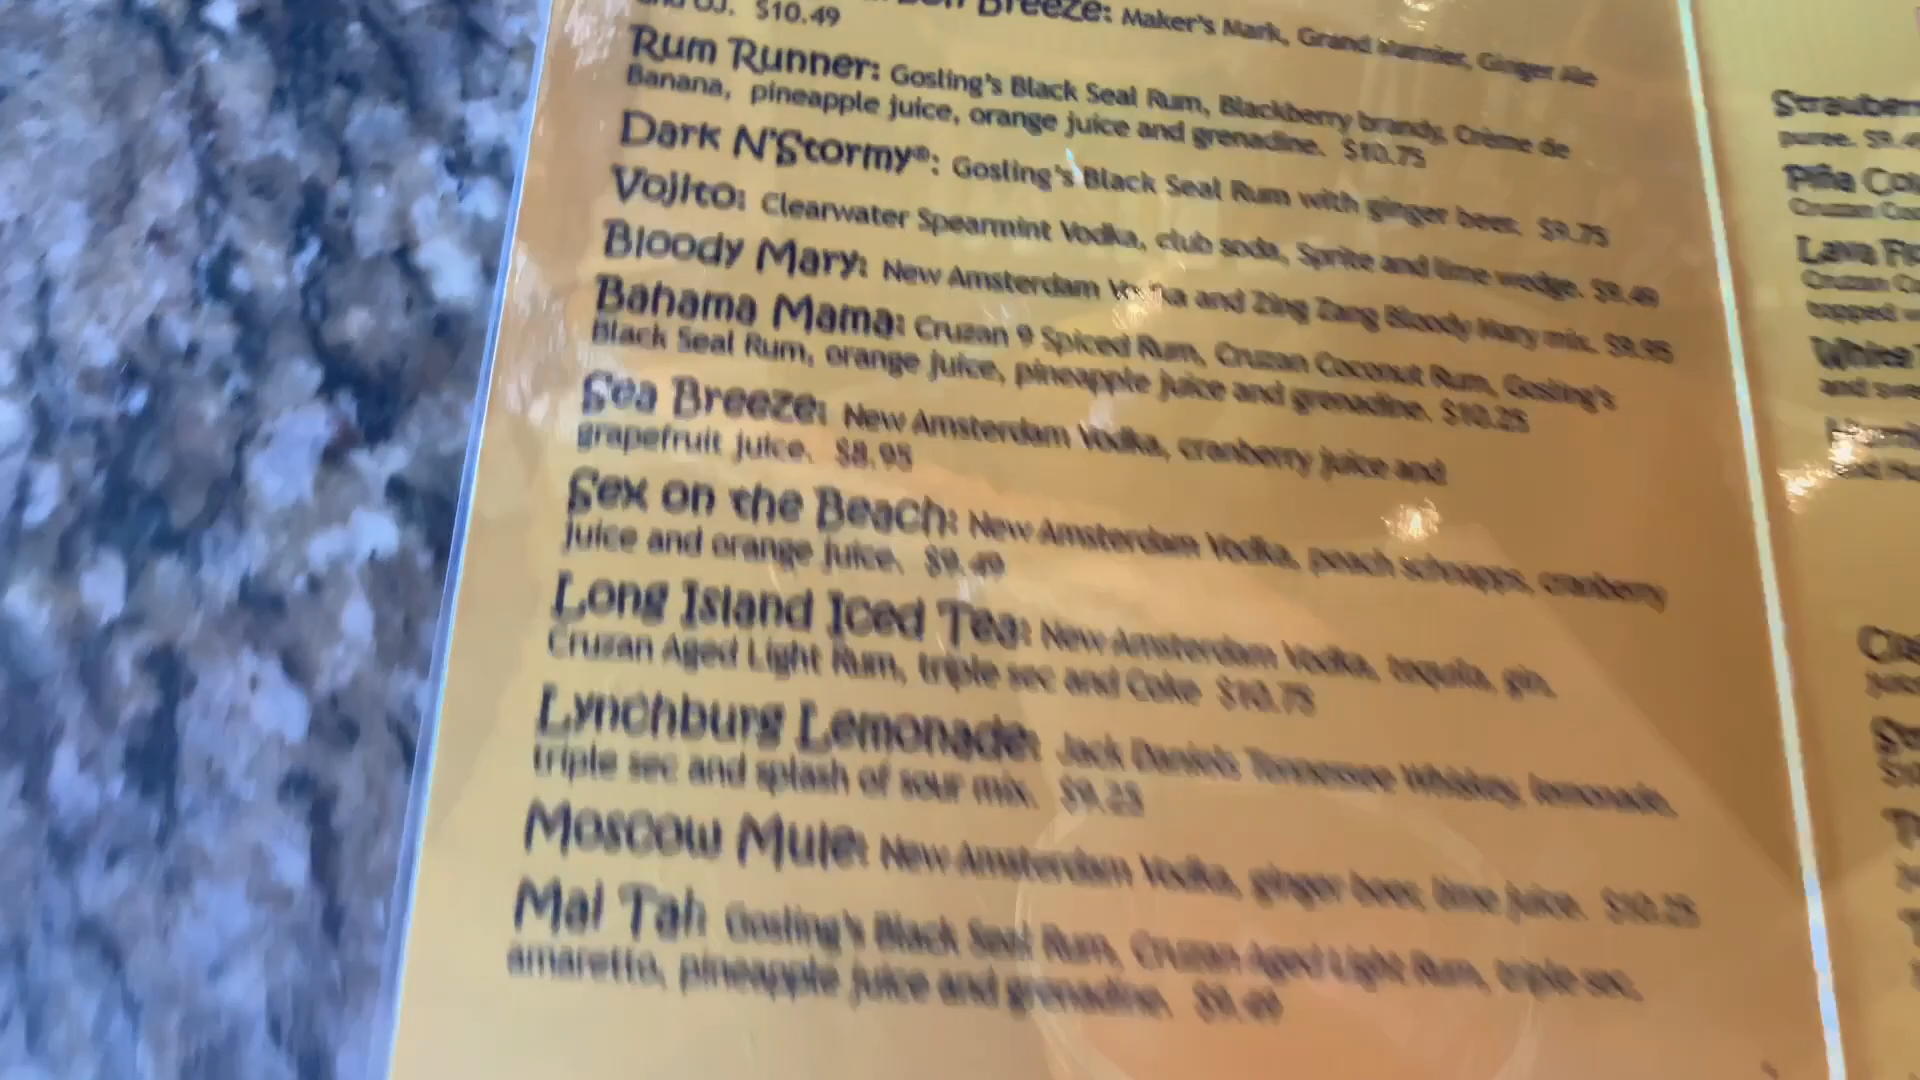 Breeze: Maker's Mark, Grand Marnier, Ginger Ale
and OJ. $10.49
Rum Runner: Gosling's Black Seal Rum, Blackberry brandy, Crème de
Banana, pineapple juice, orange juice and grenadine. $10.75
Dark N'Stormy®: Gosling's Black Seal Rum with ginger beer. $9.75
Vojito: Clearwater Spearmint Vodka, club soda, Sprite and lime wedge. $9.49
Bloody Mary: New Amsterdam Vodka and Zing Zang Bloody Mary mix. $9.95
Bahama Mama: Cruzan 9 Spiced Rum, Cruzan Coconut Rum, Gosling's
Black Seal Rum, orange juice, pineapple juice and grenadine. $10.25
Sea Breeze: New Amsterdam Vodka, cranberry juice and
grapefruit juice. $8.95
Sex on the Beach: New Amsterdam Vodka, peach schnapps, cranberry
juice and orange juice. $9.49
Long Island Iced Tea: New Amsterdam Vodka, tequila, gin,
Cruzan Aged Light Rum, triple sec and Coke $10.75
Lynchburg Lemonade: Jack Daniels Tennessee Whiskey, lemonade,
triple sec and splash of sour mix. $9.25
Moscow Mule: New Amsterdam Vodka, ginger beer, lime juice. $10.25
Mai Tai: Gosling's Black Seal Rum, Cruzan Aged Light Rum, triple sec,
amaretto, pineapple juice and grenadine.
puree.
Piña
Lava
Cruzan
topped
White
and
and